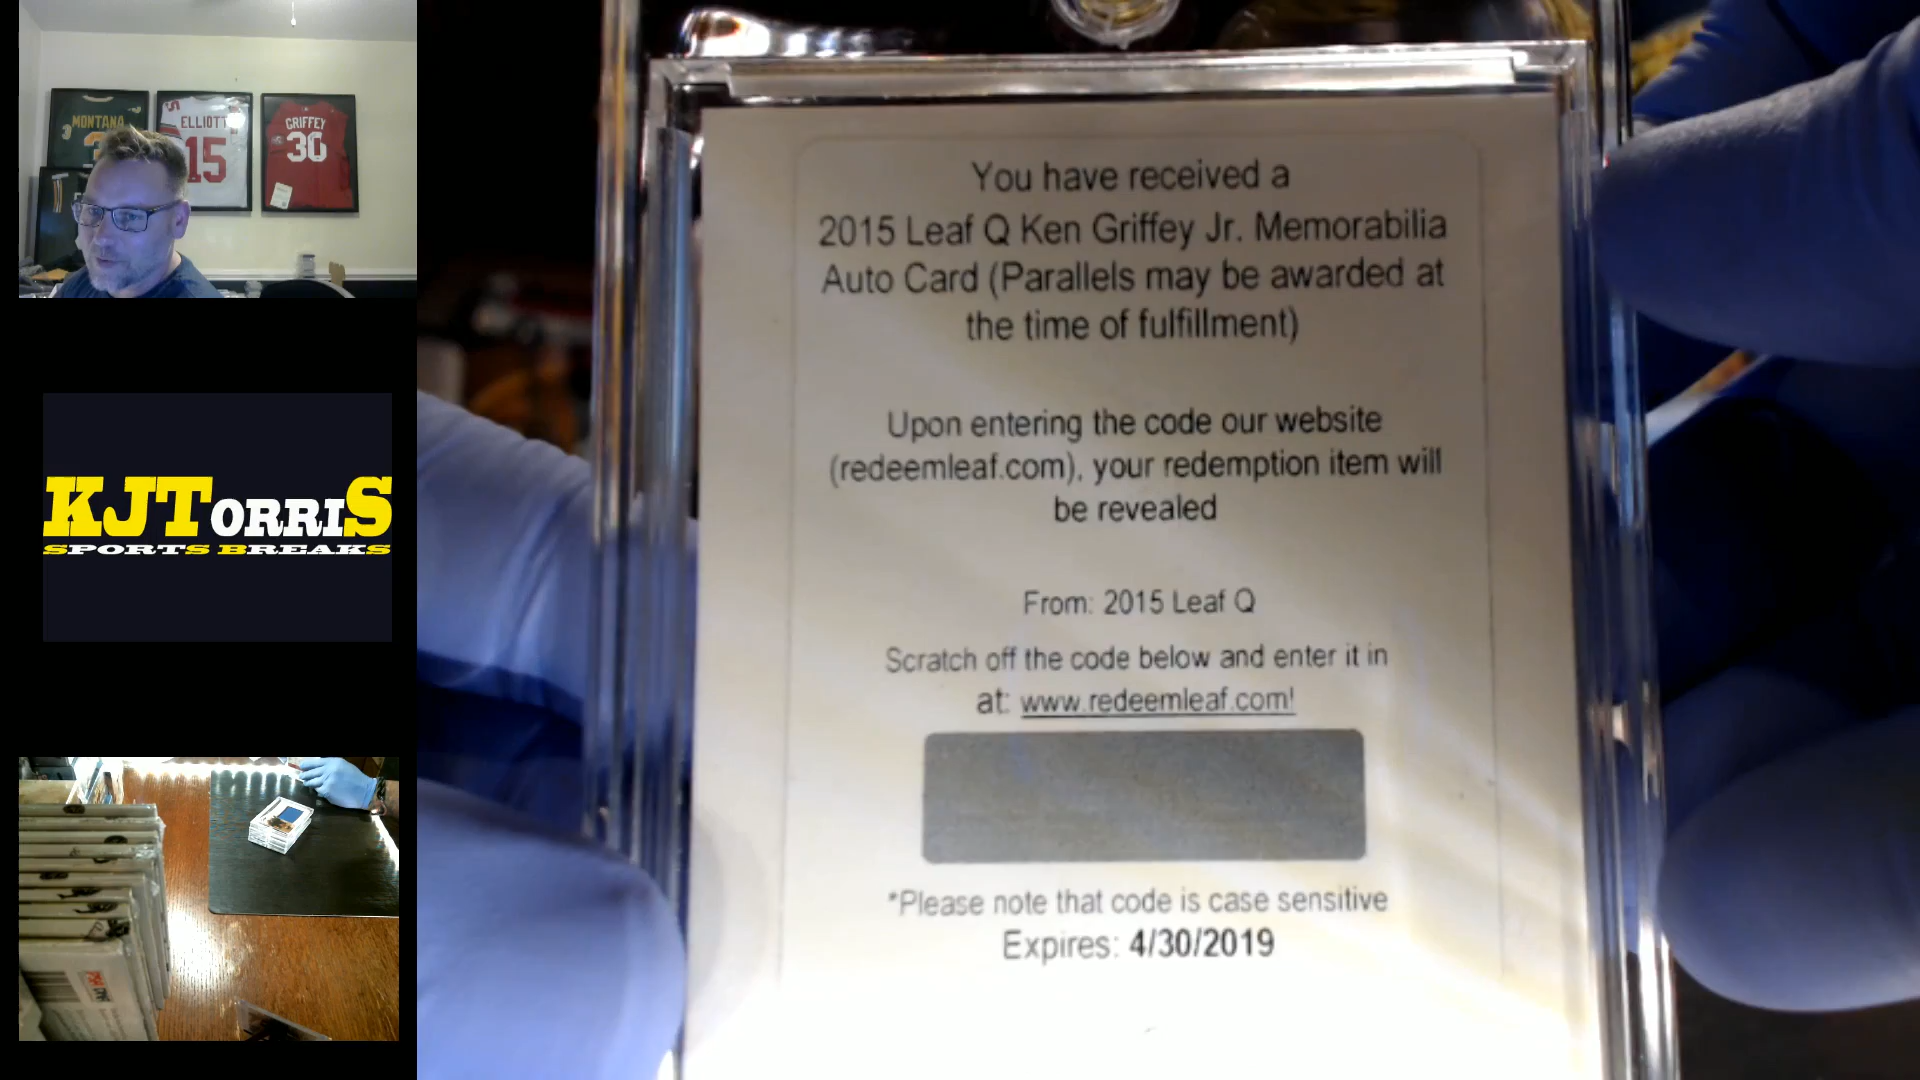 MONTANA
3
ELLIOTT
15
GRIFFEY
30
KJTORRIS
SPORTS BREAKS
You have received a
2015 Leaf Q Ken Griffey Jr. Memorabilia
Auto Card (Parallels may be awarded at
the time of fulfillment)
Upon entering the code our website
(redeemleaf.com), your redemption item will
be revealed
From: 2015 Leaf Q
Scratch off the code below and enter it in
at: www.redeemleaf.com!
*Please note that code is case sensitive
Expires: 4/30/2019